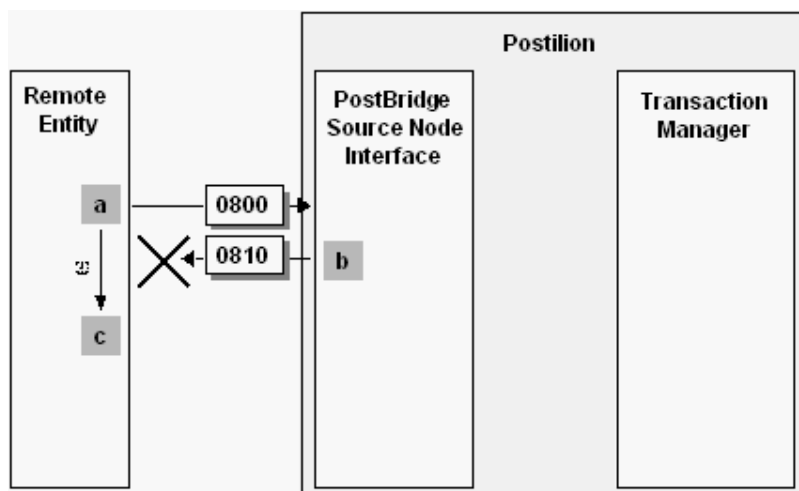 Postilion
Remote
Entity
PostBridge
Source Node
Interface
Transaction
Manager
a
0800
0810
b
c